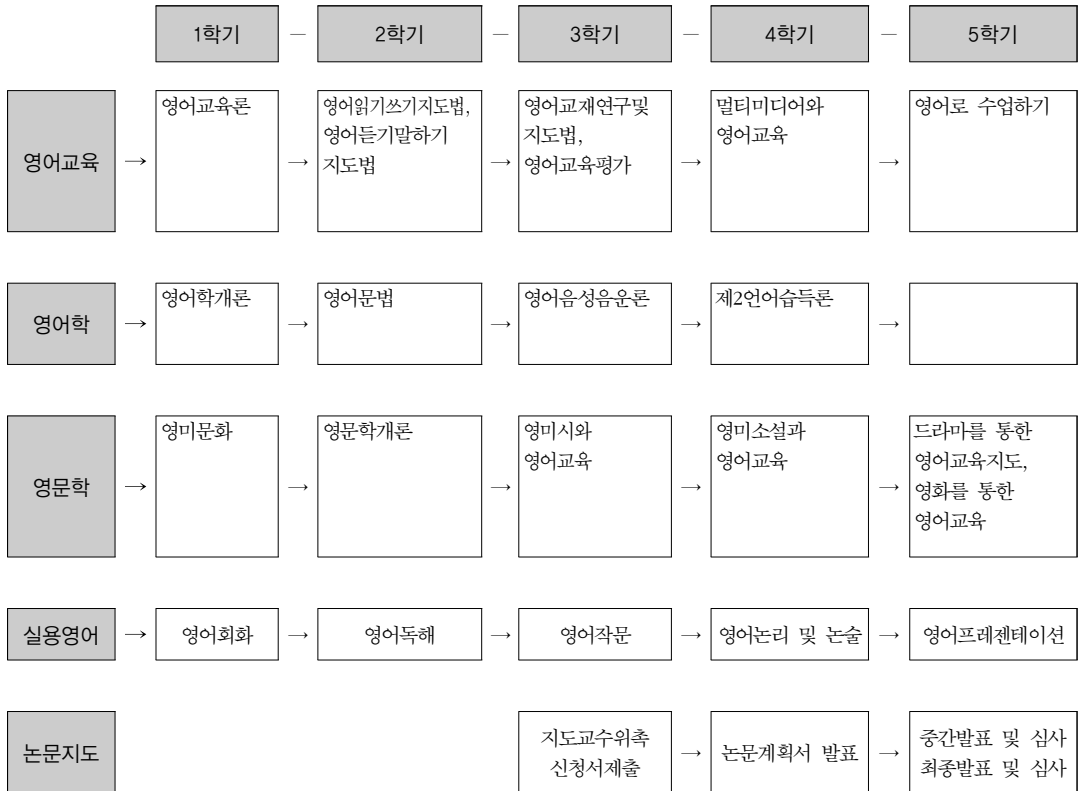 1학기 – 2학기 – 3학기 – 4학기 – 5학기
영어교육 →
영어교육론
→
영어읽기쓰기지도법,
영어듣기말하기
지도법
→
영어교재연구및
지도법,
영어교육평가
→
멀티미디어와
영어교육
→
영어로 수업하기
영어학 →
영어학개론
→
영어문법
→
영어음성음운론
→
제2언어습득론
→
영문학 →
영미문화
→
영문학개론
→
영미시와
영어교육
→
영미소설과
영어교육
→
드라마를 통한
영어교육지도,
영화를 통한
영어교육
실용영어 → 영어회화 → 영어독해 → 영어작문 → 영어논리 및 논술 → 영어프레젠테이션
논문지도
지도교수위촉
신청서제출
→
논문계획서 발표
→
중간발표 및 심사
최종발표 및 심사